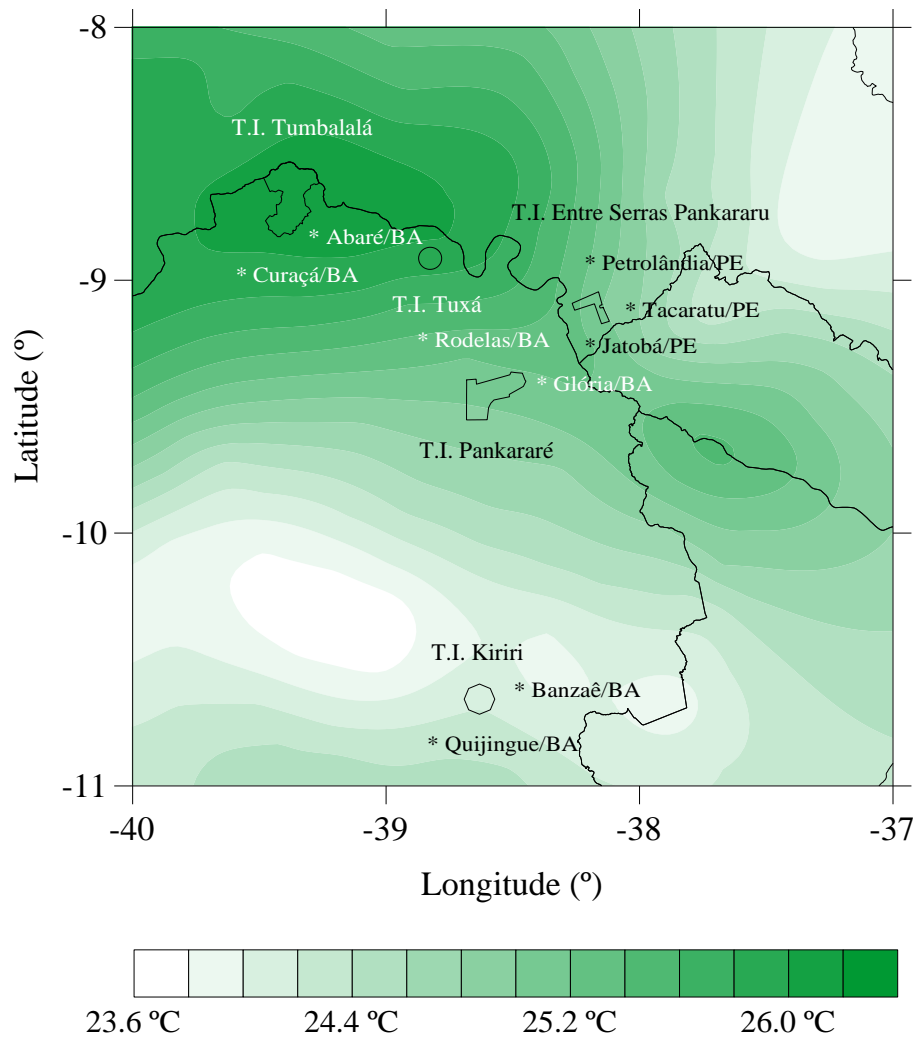 -8
T.I. Tumbalalá
T.I. Entre Serras Pankararu
* Abaré/BA
* Petrolândia/PE
* Curaçá/BA
-9
T.I. Tuxá
* Tacaratu/PE
* Rodelas/BA
* Jatobá/PE
* Glória/BA
T.I. Pankararé
Latitude (º)
-10
T.I. Kiriri
* Banzaê/BA
* Quijingue/BA
-11
-40 -39 -38 -37
Longitude (º)
23.6 ºC 24.4 ºC 25.2 ºC 26.0 ºC